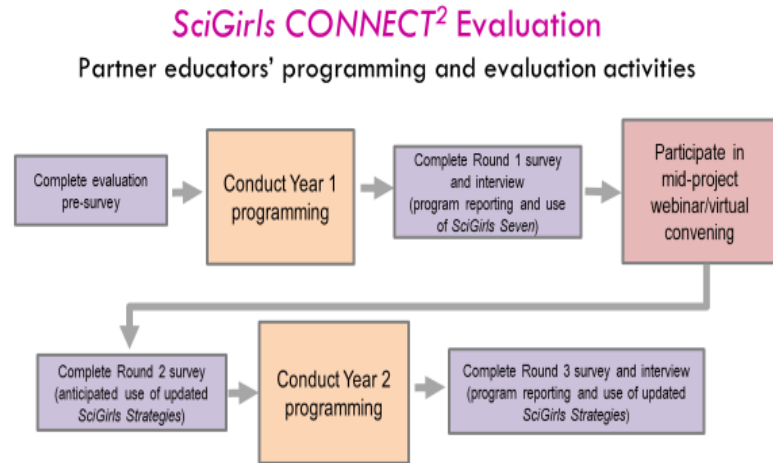 SciGirls CONNECT² Evaluation
Partner educators' programming and evaluation activities
Complete evaluation
pre-survey
Conduct Year 1
programming
Complete Round 1 survey
and interview
(program reporting and use
of SciGirls Seven)
Participate in
mid-project
webinar/virtual
convening
Complete Round 2 survey
(anticipated use of updated
SciGirls Strategies)
Conduct Year 2
programming
Complete Round 3 survey and interview
(program reporting and use of updated
SciGirls Strategies)